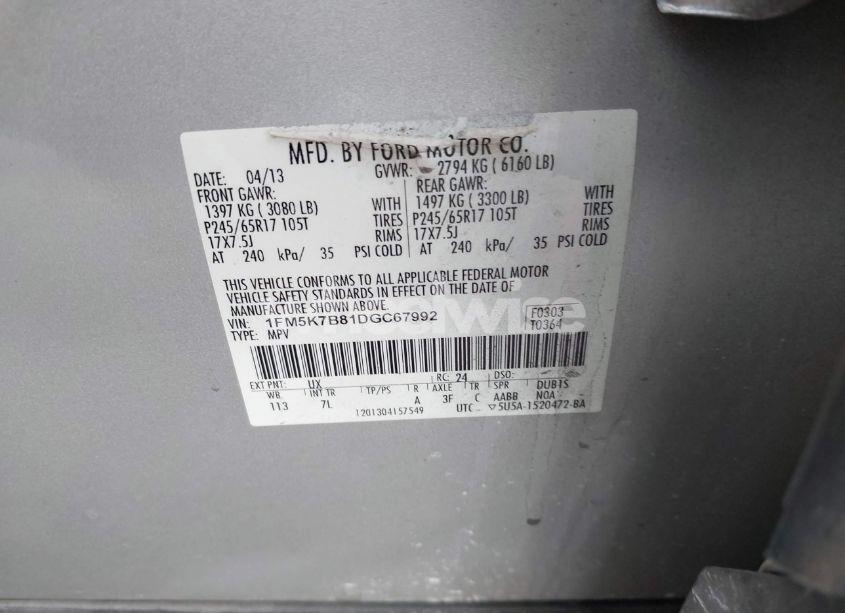 MFD. BY FORD MOTOR CO.
DATE: 04/13 GVWR: 2794 KG ( 6160 LB)
FRONT GAWR: REAR GAWR:
1397 KG ( 3080 LB) WITH 1497 KG ( 3300 LB) WITH
P245/65R17 105T TIRES P245/65R17 105T TIRES
17X7.5J RIMS 17X7.5J RIMS
AT 240 kPa/ 35 PSI COLD AT 240 kPa/ 35 PSI COLD
THIS VEHICLE CONFORMS TO ALL APPLICABLE FEDERAL MOTOR
VEHICLE SAFETY STANDARDS IN EFFECT ON THE DATE OF
MANUFACTURE SHOWN ABOVE.
VIN: 1FM5K7B81DGC67992 F0303
TYPE: MPV T0364
EXT PNT: UX RC: 24 DSO:
WB INT TR TP/PS R AXLE TR SPR DUB1S
113 7L A 3F C AABB NOA
1201304157549 UTC ▽5U5A-1520472-BA